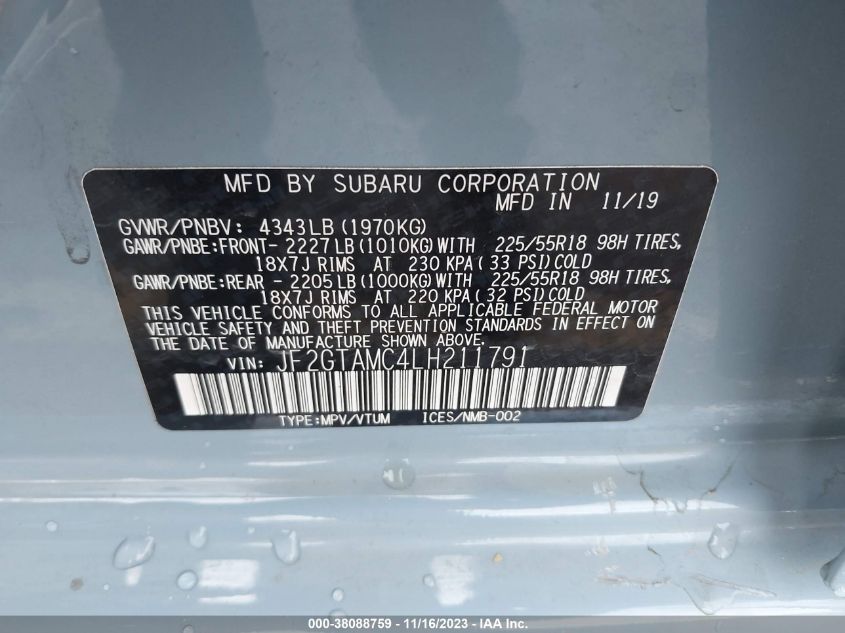 MFD BY SUBARU CORPORATION
MFD IN 11/19
GVWR/PNBV: 4343LB (1970KG)
GAWR/PNBE:FRONT- 2227LB (1010KG) WITH 225/55R18 98H TIRES,
18X7J RIMS AT 230 KPA ( 33 PSI) COLD
GAWR/PNBE:REAR - 2205LB (1000KG) WITH 225/55R18 98H TIRES,
18X7J RIMS AT 220 KPA ( 32 PSI) COLD
THIS VEHICLE CONFORMS TO ALL APPLICABLE FEDERAL MOTOR
VEHICLE SAFETY AND THEFT PREVENTION STANDARDS IN EFFECT ON
THE DATE OF MANUFACTURE SHOWN ABOVE.
VIN: JF2GTAMC4LH211791
TYPE:MPV/VTUM ICES/NMB-002
000-38088759 - 11/16/2023 - IMPACT AUTO AUCTIONS, INC.